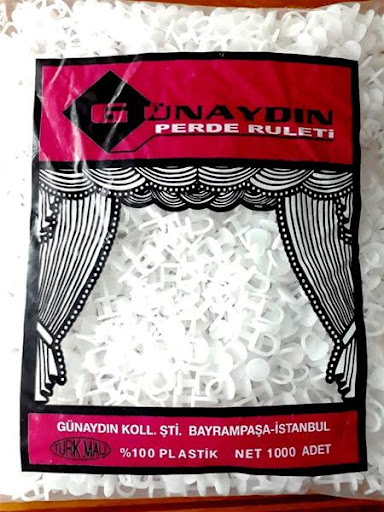 GÜNAYDIN
PERDE RULETİ
GÜNAYDIN KOLL. ŞTİ. BAYRAMPAŞA-İSTANBUL
TÜRK MALI %100 PLASTİK NET 1000 ADET